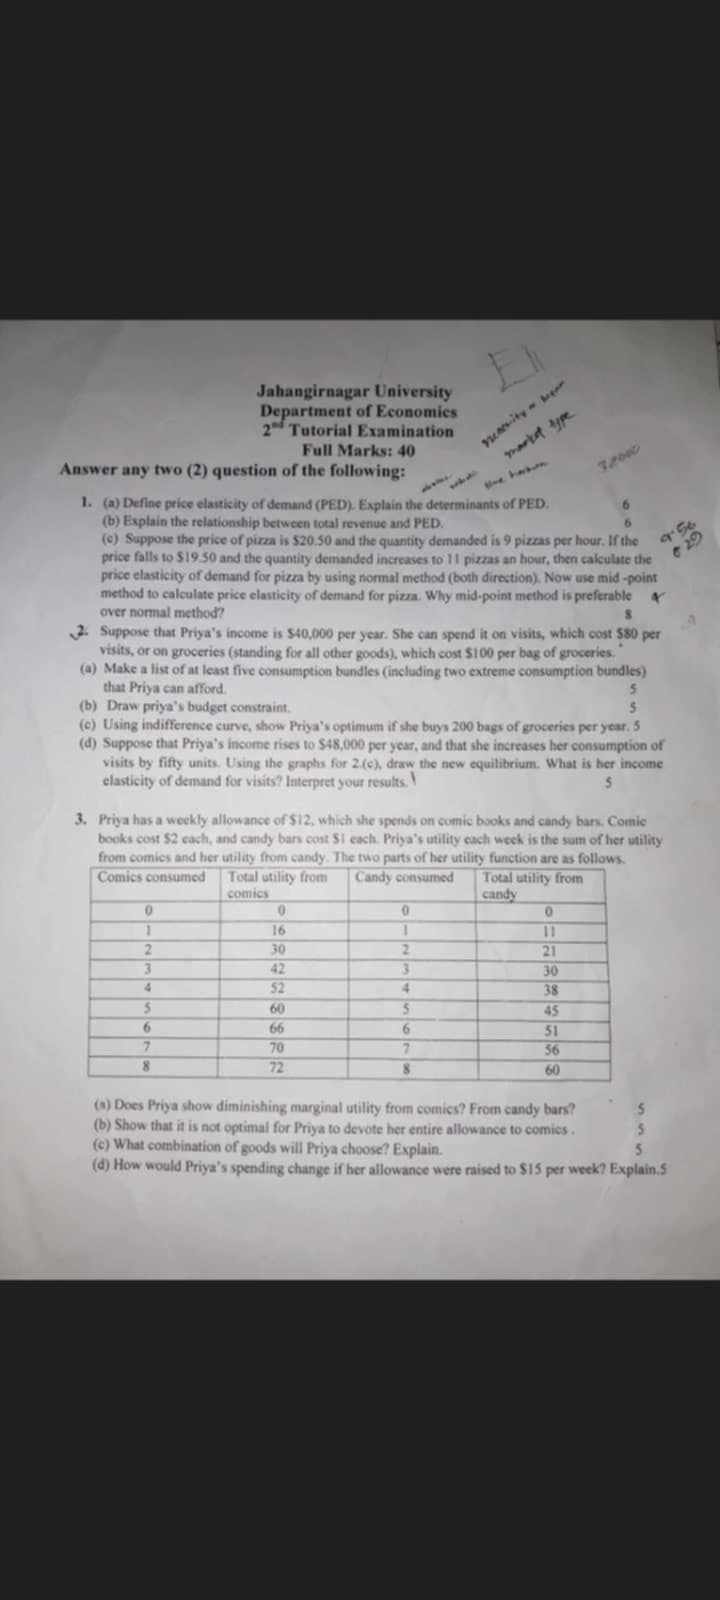 Jahangirnagar University
Department of Economics
2nd Tutorial Examination
Full Marks: 40
Answer any two (2) question of the following:
market type
1. (a) Define price elasticity of demand (PED). Explain the determinants of PED. 6
(b) Explain the relationship between total revenue and PED. 6
(c) Suppose the price of pizza is $20.50 and the quantity demanded is 9 pizzas per hour. If the
price falls to $19.50 and the quantity demanded increases to 11 pizzas an hour, then calculate the
price elasticity of demand for pizza by using normal method (both direction). Now use mid -point
method to calculate price elasticity of demand for pizza. Why mid-point method is preferable
over normal method? 8
2. Suppose that Priya's income is $40,000 per year. She can spend it on visits, which cost $80 per
visits, or on groceries (standing for all other goods), which cost $100 per bag of groceries.
(a) Make a list of at least five consumption bundles (including two extreme consumption bundles)
that Priya can afford. 5
(b) Draw priya's budget constraint. 5
(c) Using indifference curve, show Priya's optimum if she buys 200 bags of groceries per year. 5
(d) Suppose that Priya's income rises to $48,000 per year, and that she increases her consumption of
visits by fifty units. Using the graphs for 2.(c), draw the new equilibrium. What is her income
elasticity of demand for visits? Interpret your results. 5
3. Priya has a weekly allowance of $12, which she spends on comic books and candy bars. Comic
books cost $2 each, and candy bars cost $1 each. Priya's utility each week is the sum of her utility
from comics and her utility from candy. The two parts of her utility function are as follows.
Comics consumed Total utility from comics Candy consumed Total utility from candy
0 0 0 0
1 16 1 11
2 30 2 21
3 42 3 30
4 52 4 38
5 60 5 45
6 66 6 51
7 70 7 56
8 72 8 60
(a) Does Priya show diminishing marginal utility from comics? From candy bars? 5
(b) Show that it is not optimal for Priya to devote her entire allowance to comics . 5
(c) What combination of goods will Priya choose? Explain. 5
(d) How would Priya's spending change if her allowance were raised to $15 per week? Explain.5